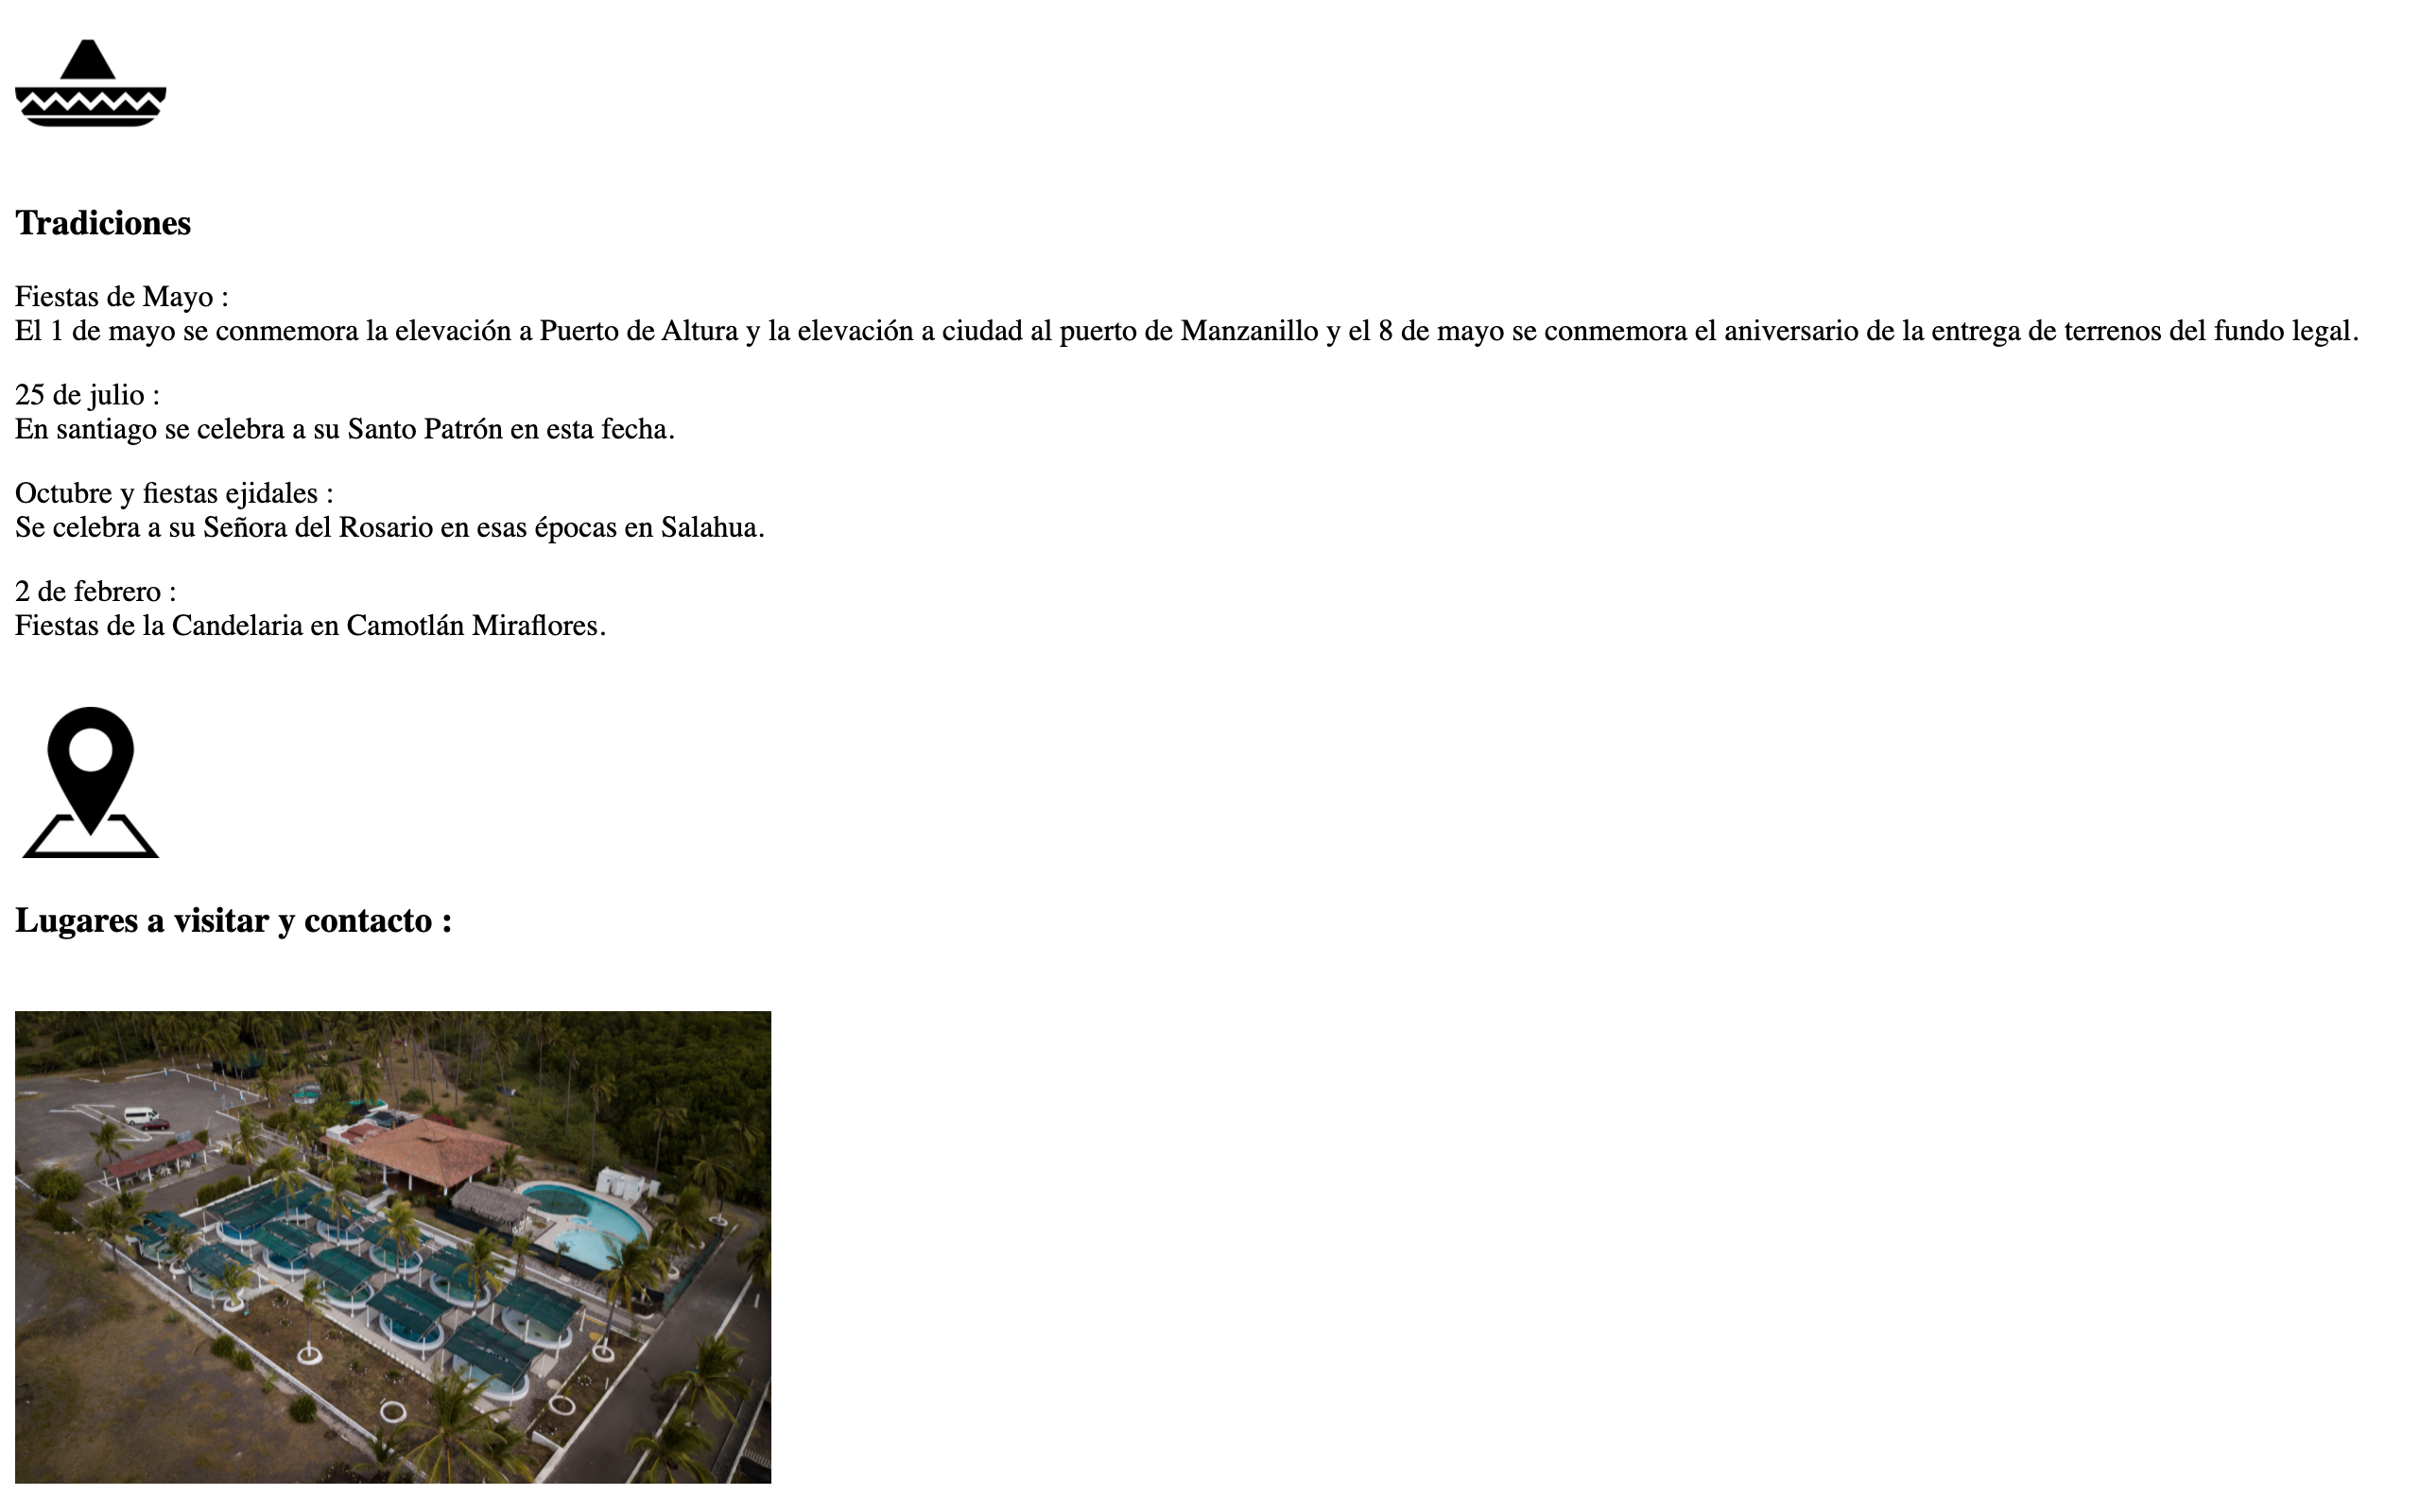 Tradiciones
Fiestas de Mayo :
El 1 de mayo se conmemora la elevación a Puerto de Altura y la elevación a ciudad al puerto de Manzanillo y el 8 de mayo se conmemora el aniversario de la entrega de terrenos del fundo legal.
25 de julio :
En santiago se celebra a su Santo Patrón en esta fecha.
Octubre y fiestas ejidales :
Se celebra a su Señora del Rosario en esas épocas en Salahua.
2 de febrero :
Fiestas de la Candelaria en Camotlán Miraflores.
Lugares a visitar y contacto :